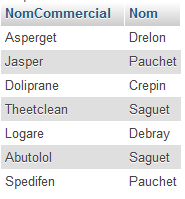 NomCommercial Nom
Asperget Drelon
Jasper Pauchet
Doliprane Crepin
Theetclean Saguet
Logare Debray
Abutolol Saguet
Spedifen Pauchet